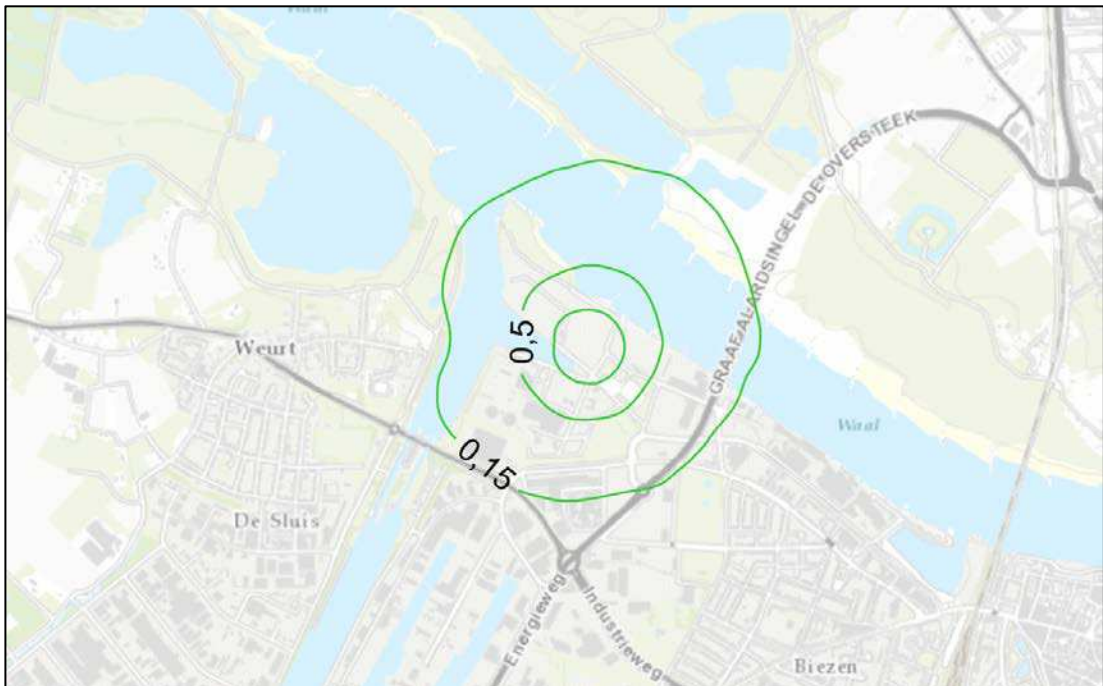 GRAAF ALARDSINGEL
DE OVERSTEEK
Weurt
0,5
Waal
0,15
De Sluis
Energieweg
Industrieweg
Biezen